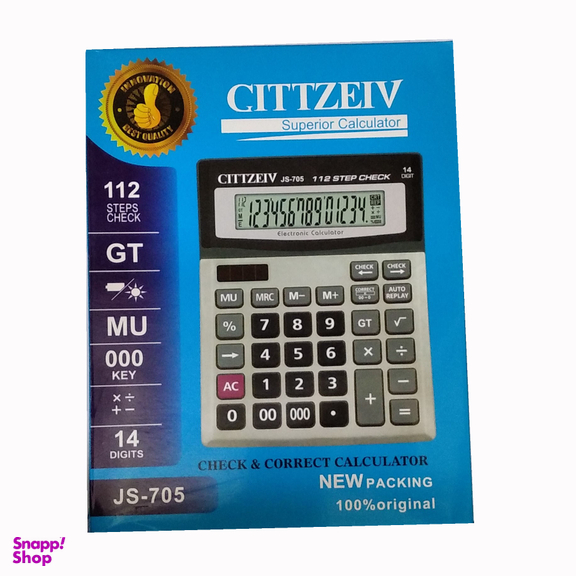 INNOVATION
BEST QUALITY
CITTZEIV
Superior Calculator
112
STEPS
CHECK
GT
MU
000
KEY
× ÷
+ −
14
DIGITS
JS-705
CITTZEIV JS-705 112 STEP CHECK 14 DIGIT
12345678901234.
Electronic Calculator
CHECK CHECK
MU MRC M− M+ CORRECT AUTO REPLAY
% 7 8 9 GT √
→ 4 5 6 × ÷
AC 1 2 3 + −
0 00 000 • =
CHECK & CORRECT CALCULATOR
NEW PACKING
100%original
Snapp!
Shop